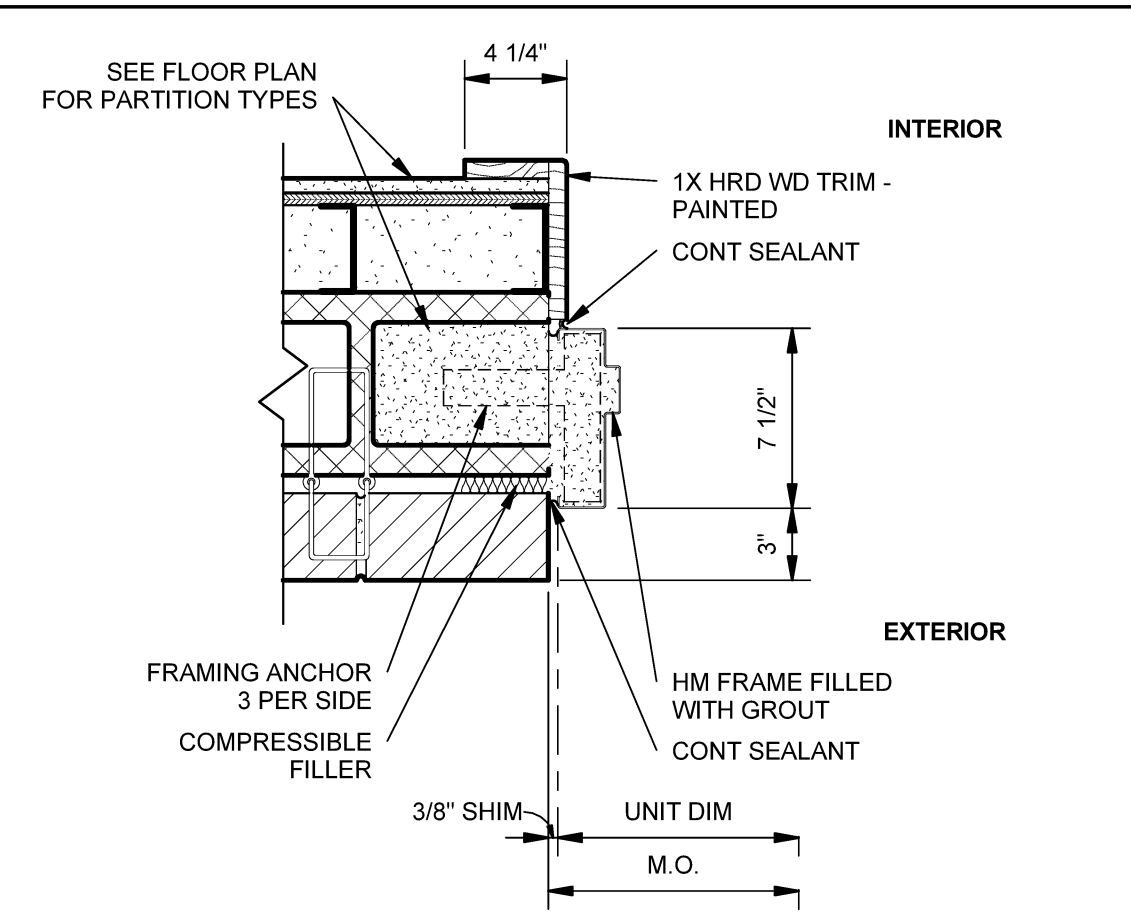 4 1/4"
SEE FLOOR PLAN
FOR PARTITION TYPES
INTERIOR
1X HRD WD TRIM -
PAINTED
CONT SEALANT
7 1/2"
3"
EXTERIOR
FRAMING ANCHOR
3 PER SIDE
HM FRAME FILLED
WITH GROUT
COMPRESSIBLE
FILLER
CONT SEALANT
3/8" SHIM
UNIT DIM
M.O.